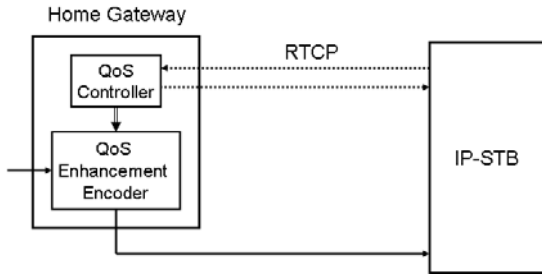 Home Gateway
QoS
Controller
RTCP
QoS
Enhancement
Encoder
IP-STB